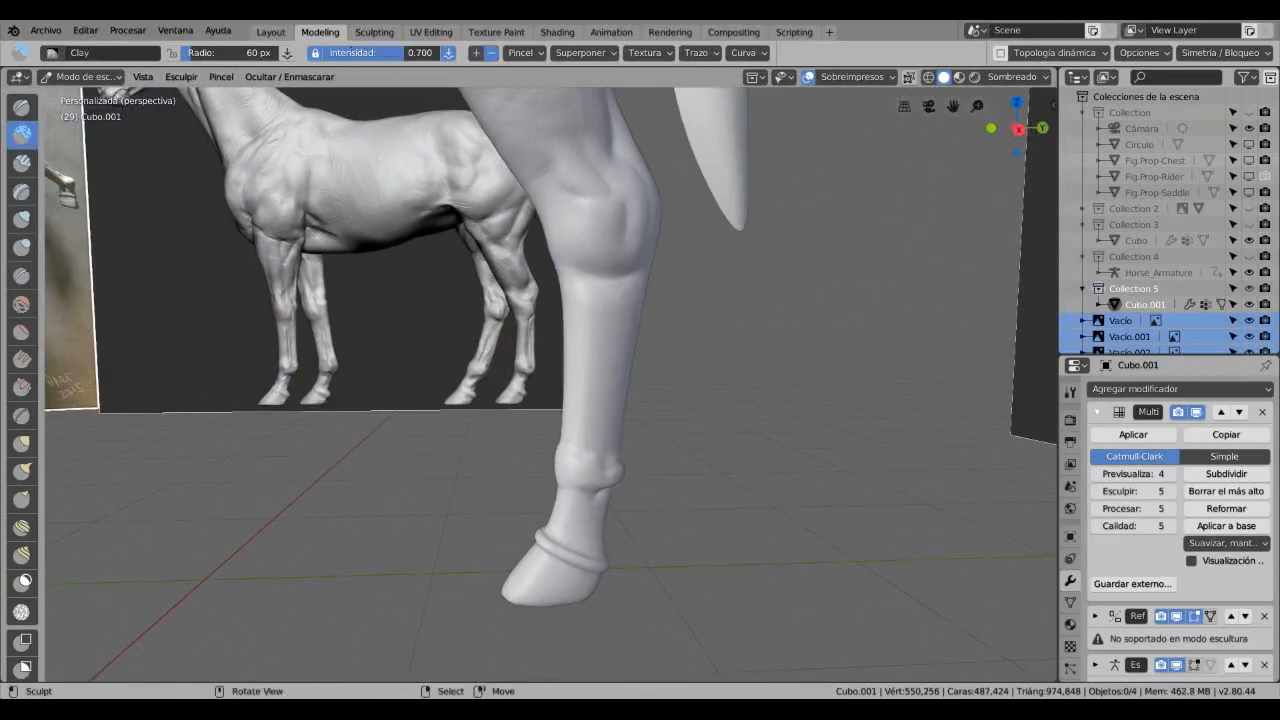 Archivo Editar Procesar Ventana Ayuda Layout Modeling Sculpting UV Editing Texture Paint Shading Animation Rendering Compositing Scripting + Scene View Layer
Clay Radio: 60 px Intensidad: 0.700 Pincel Superponer Textura Trazo Curva Topología dinámica Opciones Simetría / Bloqueo
Modo de esc... Vista Esculpir Pincel Ocultar / Enmascarar Sobreimpresos Sombreado
Personalizada (perspectiva)
(29) Cubo.001
Z
X
Y
Colecciones de la escena
Collection
Cámara
Círculo
Fig.Prop-Chest
Fig.Prop-Rider
Fig.Prop-Saddle
Collection 2
Collection 3
Cubo
Collection 4
Horse_Armature
Collection 5
Cubo.001
Vacío
Vacío.001
Vacío.002
Cubo.001
Agregar modificador
Multi
Aplicar Copiar
Catmull-Clark Simple
Previsualiza: 4 Subdividir
Esculpir: 5 Borrar el más alto
Procesar: 5 Reformar
Calidad: 5 Aplicar a base
Suavizar, mant..
Visualización ..
Guardar externo...
Ref
No soportado en modo escultura
Es
Sculpt Rotate View Select Move Cubo.001 | Vért:550,256 | Caras:487,424 | Triáng:974,848 | Objetos:0/4 | Mem: 462.8 MB | v2.80.44